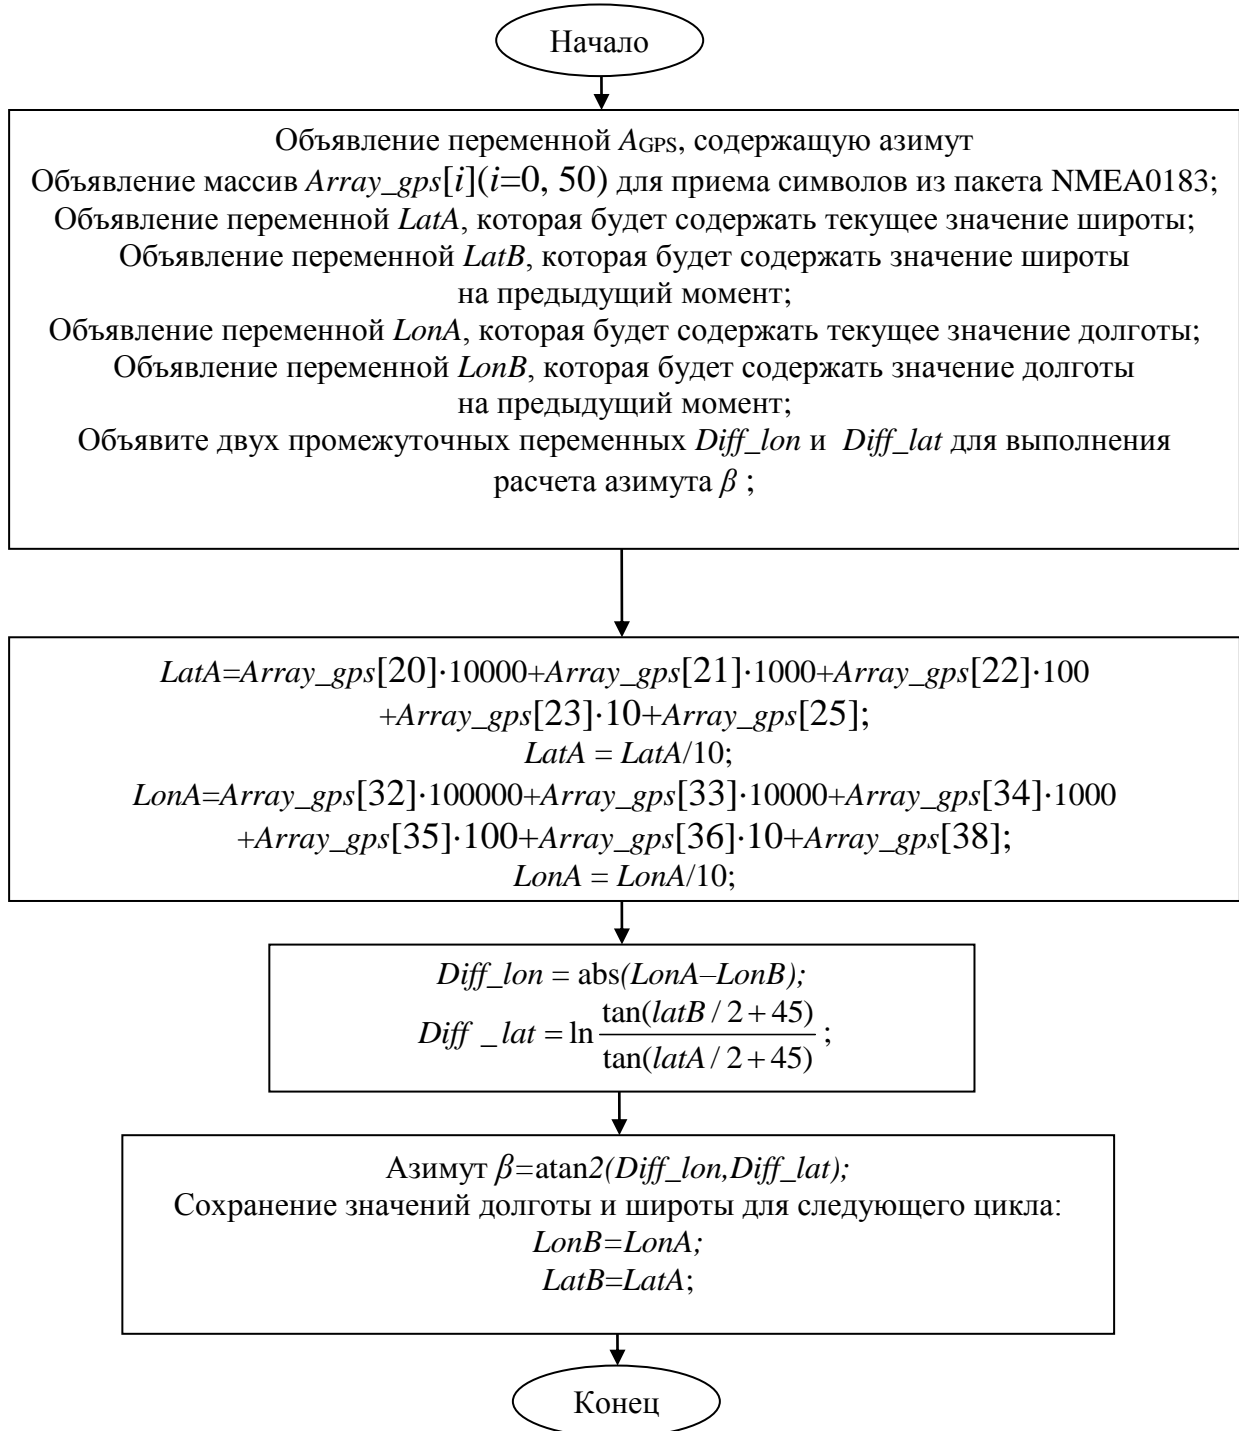 Начало
Объявление переменной AGPS, содержащую азимут
Объявление массив Array_gps[i](i=0, 50) для приема символов из пакета NMEA0183;
Объявление переменной LatA, которая будет содержать текущее значение широты;
Объявление переменной LatB, которая будет содержать значение широты
на предыдущий момент;
Объявление переменной LonA, которая будет содержать текущее значение долготы;
Объявление переменной LonB, которая будет содержать значение долготы
на предыдущий момент;
Объявите двух промежуточных переменных Diff_lon и Diff_lat для выполнения
расчета азимута β ;
LatA=Array_gps[20]·10000+Array_gps[21]·1000+Array_gps[22]·100
+Array_gps[23]·10+Array_gps[25];
LatA = LatA/10;
LonA=Array_gps[32]·100000+Array_gps[33]·10000+Array_gps[34]·1000
+Array_gps[35]·100+Array_gps[36]·10+Array_gps[38];
LonA = LonA/10;
Diff_lon = abs(LonA–LonB);
Diff _ lat = ln tan(latB / 2 + 45) / tan(latA / 2 + 45) ;
Азимут β=atan2(Diff_lon,Diff_lat);
Сохранение значений долготы и широты для следующего цикла:
LonB=LonA;
LatB=LatA;
Конец